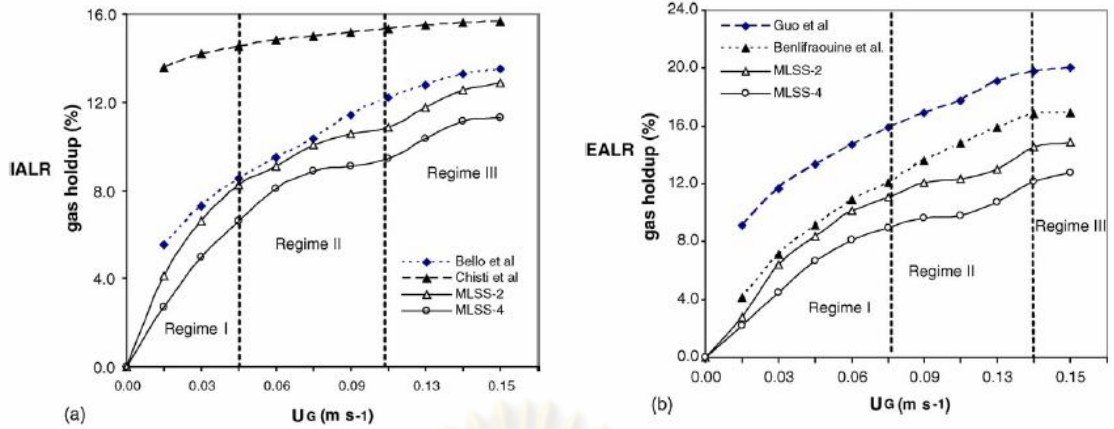 16.0
12.0
8.0
4.0
0.0
IALR
gas holdup (%)
Regime I
Regime II
Regime III
Bello et al
Chisti et al
MLSS-2
MLSS-4
0.00 0.03 0.06 0.09 0.13 0.15
(a)
UG (m s-1)
24.0
20.0
16.0
12.0
8.0
4.0
0.0
EALR
gas holdup (%)
Guo et al
Benlifraouine et al.
MLSS-2
MLSS-4
Regime I
Regime II
Regime III
0.00 0.03 0.06 0.09 0.13 0.15
(b)
UG (m s-1)